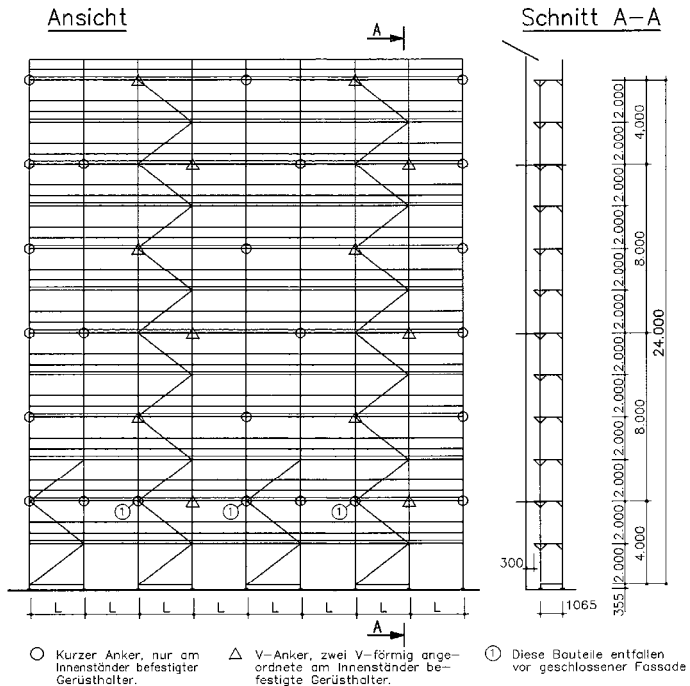 Ansicht
Schnitt A-A
A
2.000
2.000
2.000
2.000
2.000
2.000
2.000
2.000
2.000
2.000
2.000
2.000
4.000
8.000
8.000
4.000
24.000
355
300
1065
1
1
1
L L L L L L L L
A
Kurzer Anker, nur am
Innenständer befestigter
Gerüsthalter.
V-Anker, zwei V-förmig ange-
ordnete am Innenständer be-
festigte Gerüsthalter.
1 Diese Bauteile entfallen
vor geschlossener Fassade